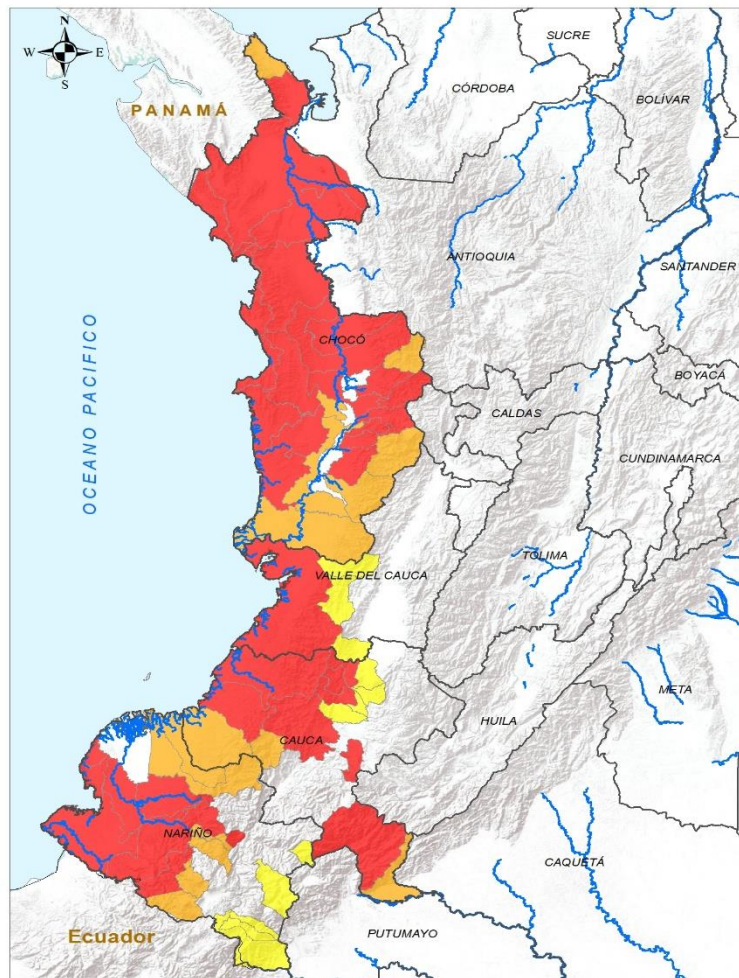 N
W E
S
SUCRE
CÓRDOBA
BOLÍVAR
PANAMÁ
ANTIOQUIA
SANTANDER
OCEANO PACIFICO
CHOCÓ
BOYACÁ
CALDAS
CUNDINAMARCA
TOLIMA
VALLE DEL CAUCA
META
HUILA
CAUCA
NARIÑO
CAQUETÁ
PUTUMAYO
Ecuador